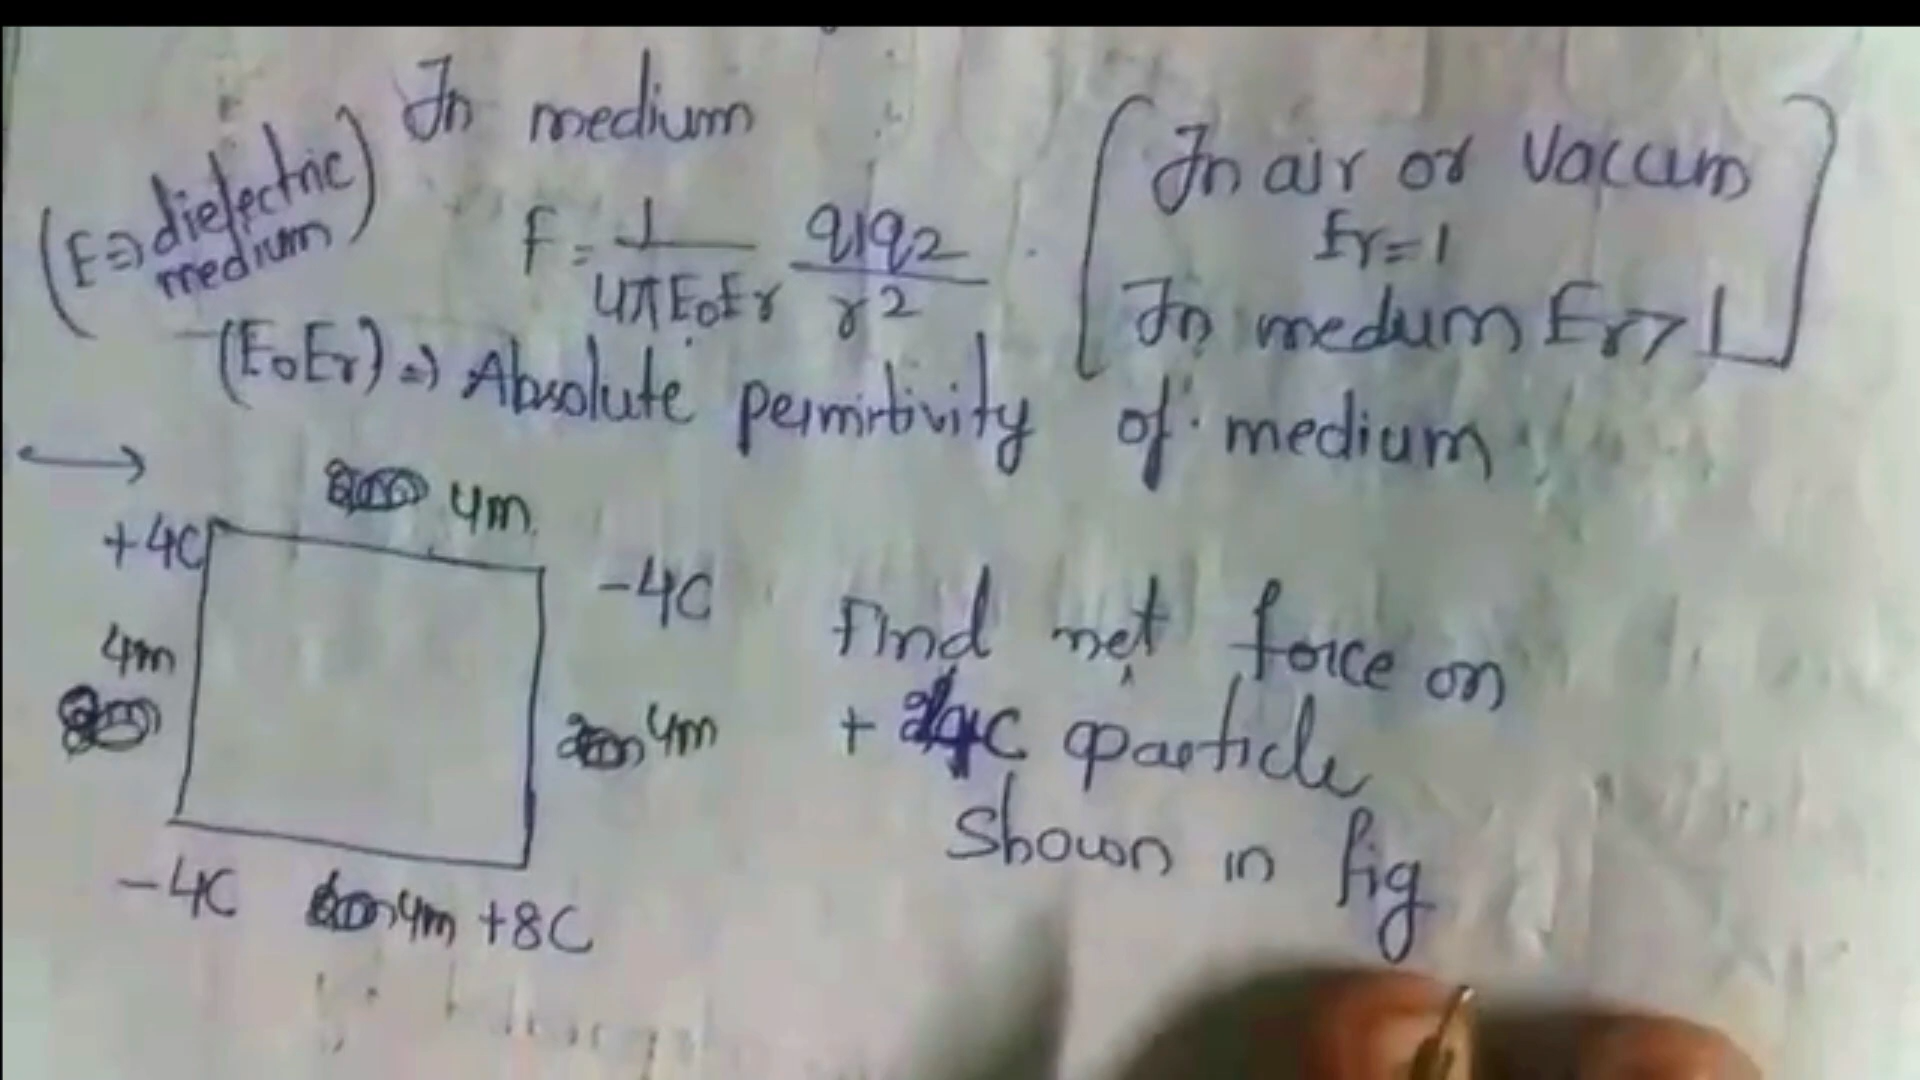 In medium
(E=) dielectric
medium)
F = 1/4πE0Er q1q2/r2
[In air or Vaccum
Er=1
In medum Er>1]
(E0Er) =) Absolute permitivity of medium
4m
+4C
-4C
4m
4m
-4C
4m
+8C
Find net force on
+ 4C particle
Shown in fig